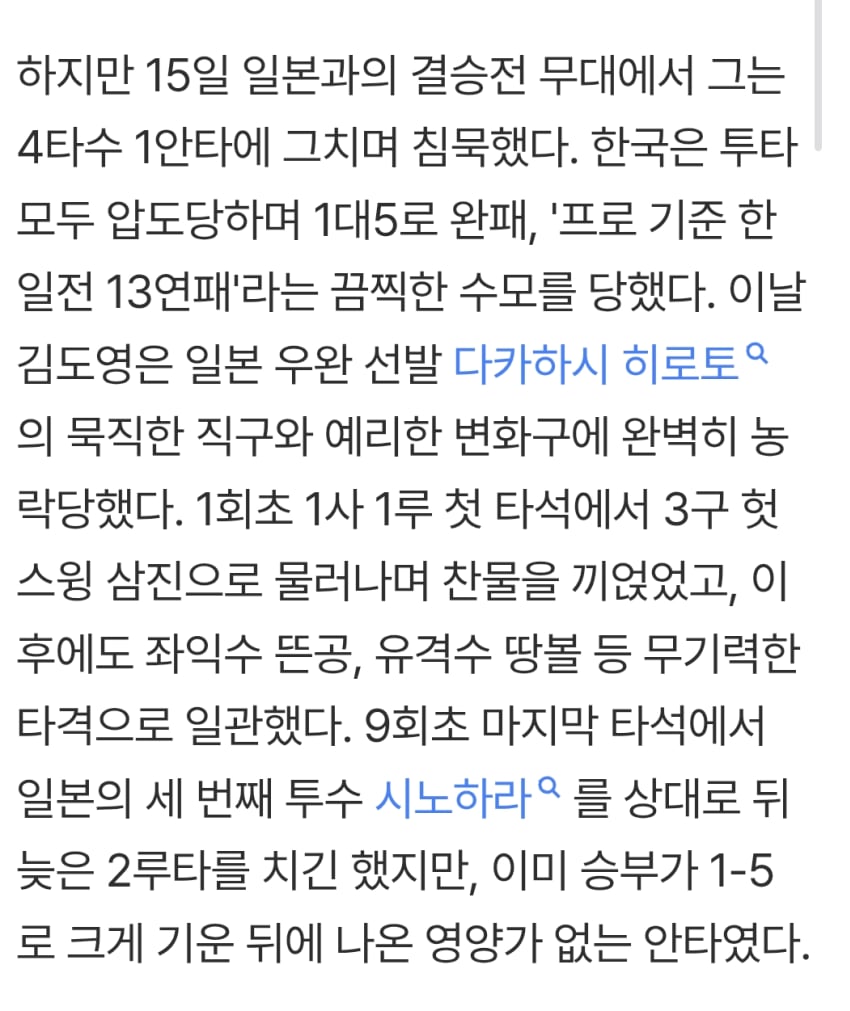 하지만 15일 일본과의 결승전 무대에서 그는
4타수 1안타에 그치며 침묵했다. 한국은 투타
모두 압도당하며 1대5로 완패, '프로 기준 한
일전 13연패'라는 끔찍한 수모를 당했다. 이날
김도영은 일본 우완 선발 다카하시 히로토
의 묵직한 직구와 예리한 변화구에 완벽히 농
락당했다. 1회초 1사 1루 첫 타석에서 3구 헛
스윙 삼진으로 물러나며 찬물을 끼얹었고, 이
후에도 좌익수 뜬공, 유격수 땅볼 등 무기력한
타격으로 일관했다. 9회초 마지막 타석에서
일본의 세 번째 투수 시노하라 를 상대로 뒤
늦은 2루타를 치긴 했지만, 이미 승부가 1-5
로 크게 기운 뒤에 나온 영양가 없는 안타였다.